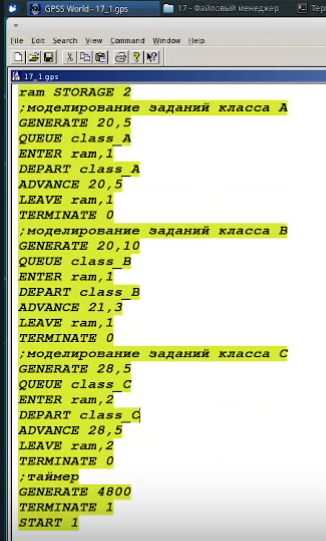 GPSS World - 17_1.gps
17 - Файловый менеджер
File Edit Search View Command Window Help
17_1.gps
ram STORAGE 2
;моделирование заданий класса A
GENERATE 20,5
QUEUE class_A
ENTER ram,1
DEPART class_A
ADVANCE 20,5
LEAVE ram,1
TERMINATE 0
;моделирование заданий класса B
GENERATE 20,10
QUEUE class_B
ENTER ram,1
DEPART class_B
ADVANCE 21,3
LEAVE ram,1
TERMINATE 0
;моделирование заданий класса C
GENERATE 28,5
QUEUE class_C
ENTER ram,2
DEPART class_C
ADVANCE 28,5
LEAVE ram,2
TERMINATE 0
;таймер
GENERATE 4800
TERMINATE 1
START 1